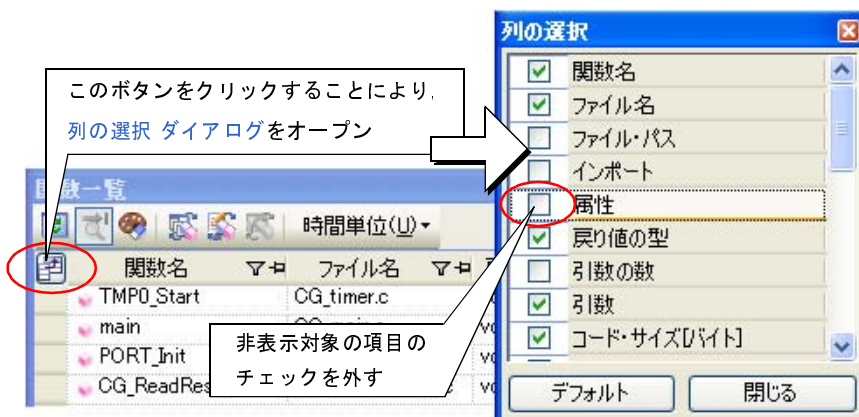 列の選択
関数名
ファイル名
ファイル・パス
インポート
属性
戻り値の型
引数の数
引数
コード・サイズ[バイト]
デフォルト
閉じる
このボタンをクリックすることにより,
列の選択 ダイアログをオープン
数一覧
時間単位(U)
関数名 ファイル名
TMP0_Start CG_timer.c
main
PORT_Init
CG_ReadRes
非表示対象の項目の
チェックを外す